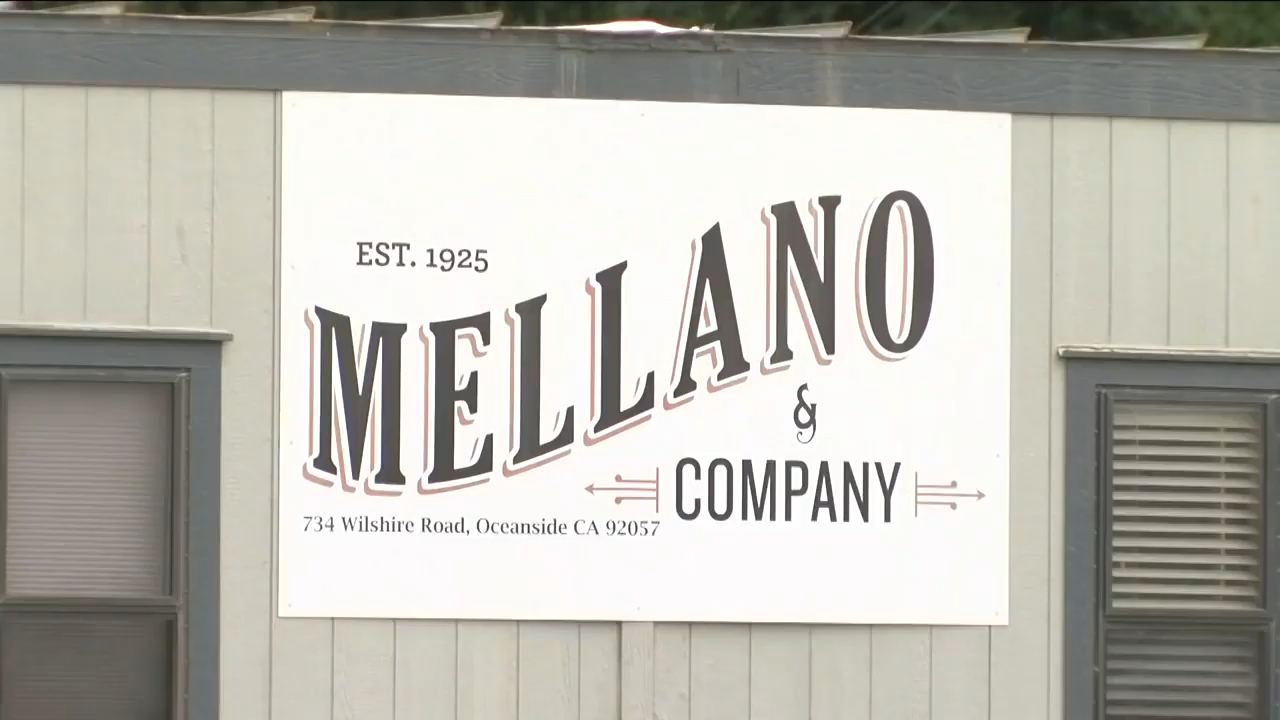 EST. 1925
MELLANO
&
COMPANY
734 Wilshire Road, Oceanside CA 92057